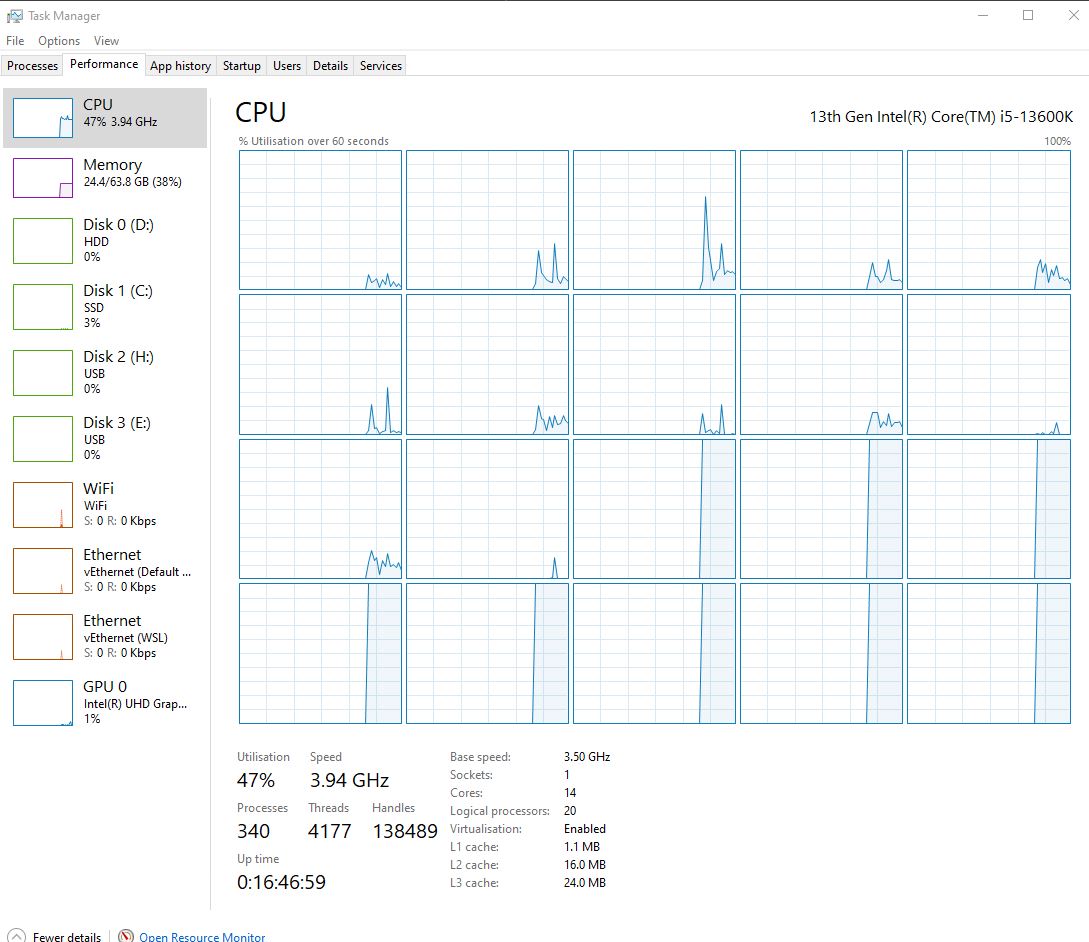 Task Manager
File Options View
Processes Performance App history Startup Users Details Services
CPU
47% 3.94 GHz
Memory
24.4/63.8 GB (38%)
Disk 0 (D:)
HDD
0%
Disk 1 (C:)
SSD
3%
Disk 2 (H:)
USB
0%
Disk 3 (E:)
USB
0%
WiFi
WiFi
S: 0 R: 0 Kbps
Ethernet
vEthernet (Default ...
S: 0 R: 0 Kbps
Ethernet
vEthernet (WSL)
S: 0 R: 0 Kbps
GPU 0
Intel(R) UHD Grap...
1%
CPU 13th Gen Intel(R) Core(TM) i5-13600K
% Utilisation over 60 seconds 100%
Utilisation Speed
47% 3.94 GHz
Processes Threads Handles
340 4177 138489
Up time
0:16:46:59
Base speed: 3.50 GHz
Sockets: 1
Cores: 14
Logical processors: 20
Virtualisation: Enabled
L1 cache: 1.1 MB
L2 cache: 16.0 MB
L3 cache: 24.0 MB
Fewer details Open Resource Monitor